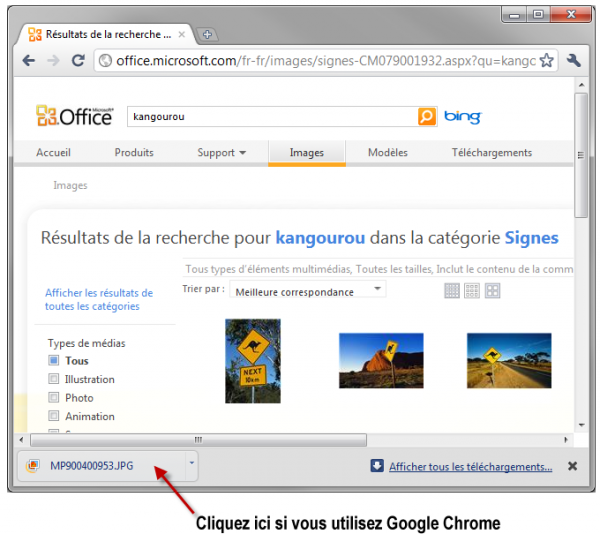 Résultats de la recherche ...
office.microsoft.com/fr-fr/images/signes-CM079001932.aspx?qu=kangc
Microsoft
Office
kangourou
bing
Accueil Produits Support Images Modèles Téléchargements
Images
Résultats de la recherche pour kangourou dans la catégorie Signes
Tous types d'éléments multimédias, Toutes les tailles, Inclut le contenu de la comm
Trier par : Meilleure correspondance
Afficher les résultats de
toutes les catégories
Types de médias
Tous
Illustration
Photo
Animation
NEXT
10km
MP900400953.JPG
Afficher tous les téléchargements...
Cliquez ici si vous utilisez Google Chrome